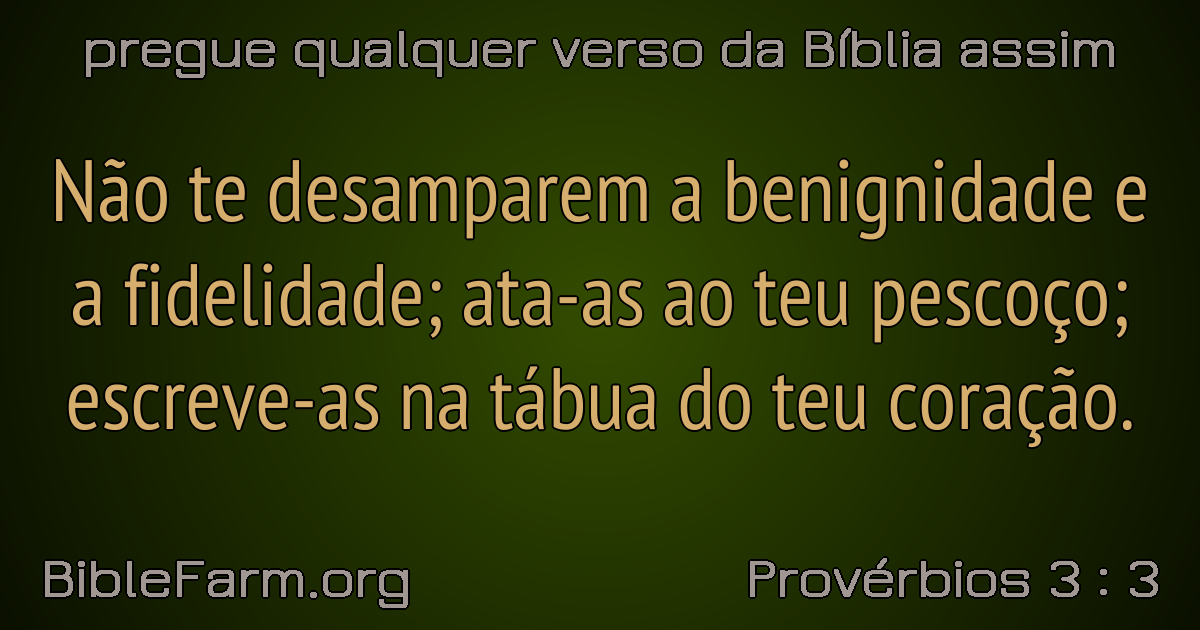 pregue qualquer verso da Bíblia assim
Não te desamparem a benignidade e
a fidelidade; ata-as ao teu pescoço;
escreve-as na tábua do teu coração.
BibleFarm.org
Provérbios 3 : 3